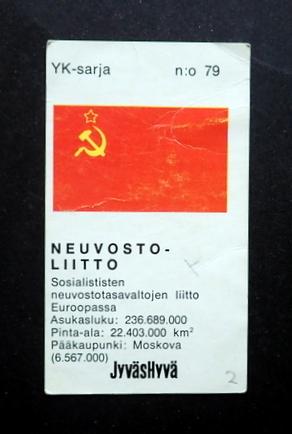 YK-sarja n:o 79
NEUVOSTO-
LIITTO
Sosialististen
neuvostotasavaltojen liitto
Euroopassa
Asukasluku: 236.689.000
Pinta-ala: 22.403.000 km²
Pääkaupunki: Moskova
(6.567.000)
JyväsHyvä
2